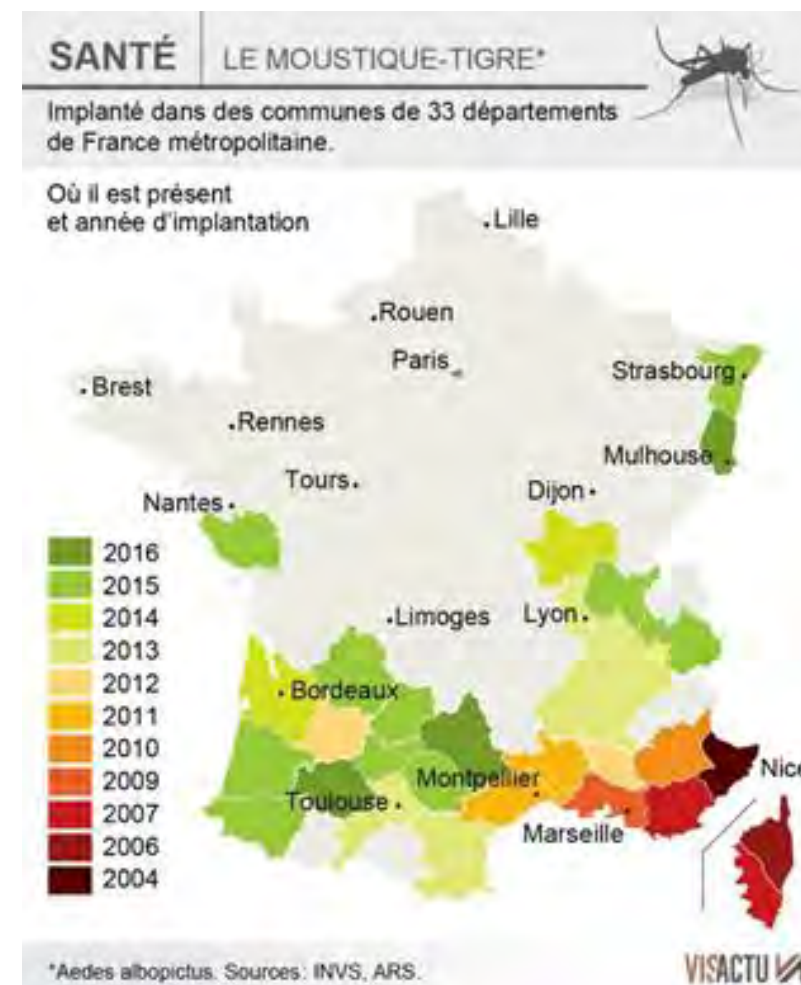 SANTÉ LE MOUSTIQUE-TIGRE*
Implanté dans des communes de 33 départements
de France métropolitaine.
Où il est présent
et année d'implantation
Lille
Rouen
Paris
Strasbourg
Brest
Rennes
Mulhouse
Tours
Dijon
Nantes
2016
2015
2014
2013
2012
2011
2010
2009
2007
2006
2004
Limoges
Lyon
Bordeaux
Montpellier
Nice
Toulouse
Marseille
*Aedes albopictus. Sources: INVS, ARS.
VISACTU